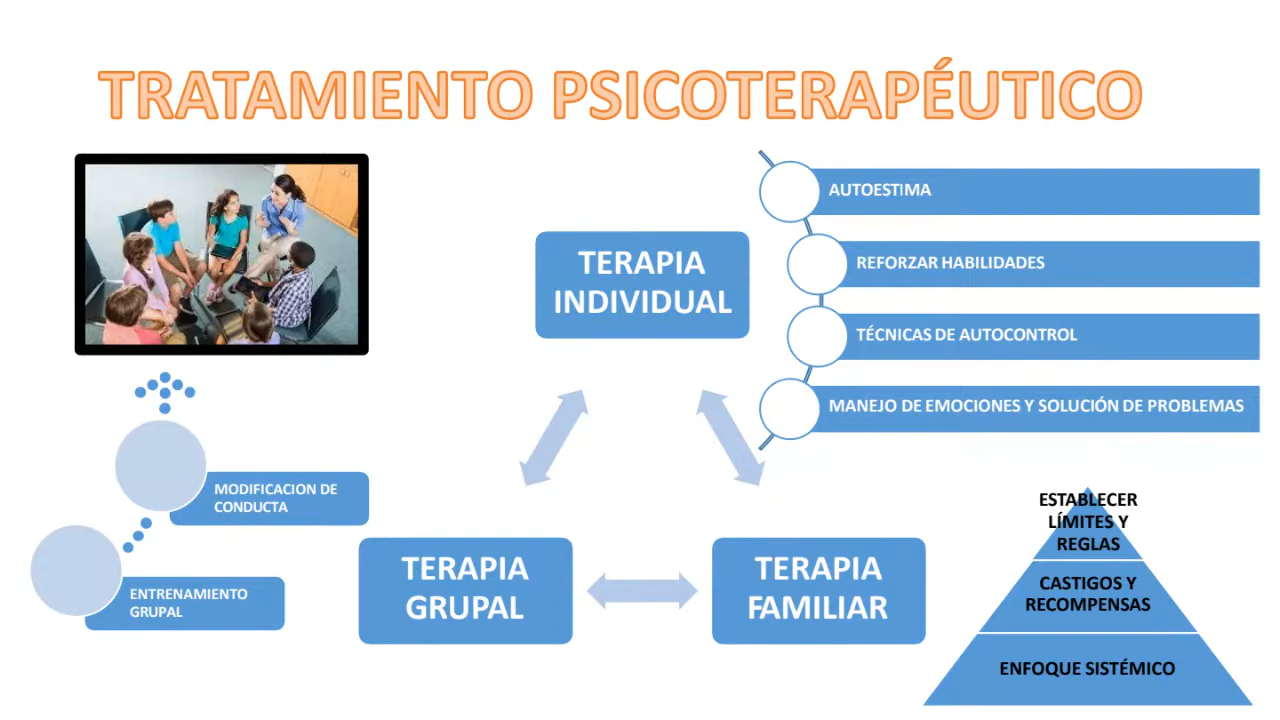 TRATAMIENTO PSICOTERAPÉUTICO
TERAPIA
INDIVIDUAL
AUTOESTIMA
REFORZAR HABILIDADES
TÉCNICAS DE AUTOCONTROL
MANEJO DE EMOCIONES Y SOLUCIÓN DE PROBLEMAS
MODIFICACION DE
CONDUCTA
ENTRENAMIENTO
GRUPAL
TERAPIA
GRUPAL
TERAPIA
FAMILIAR
ESTABLECER
LÍMITES Y
REGLAS
CASTIGOS Y
RECOMPENSAS
ENFOQUE SISTÉMICO